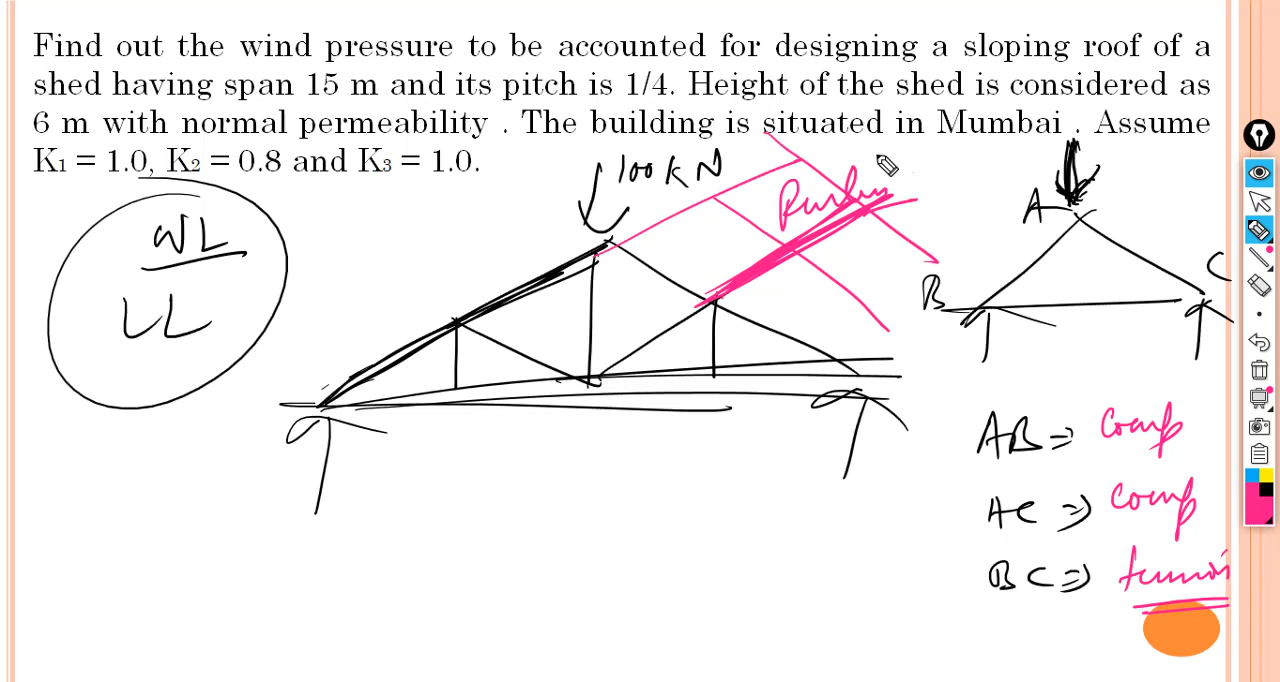 Find out the wind pressure to be accounted for designing a sloping roof of a
shed having span 15 m and its pitch is 1/4. Height of the shed is considered as
6 m with normal permeability . The building is situated in Mumbai . Assume
K1 = 1.0, K2 = 0.8 and K3 = 1.0.
100 kN
Purlin
WL
LL
A
B
C
AB ⇒ Comp
AC ⇒ Comp
BC ⇒ tension